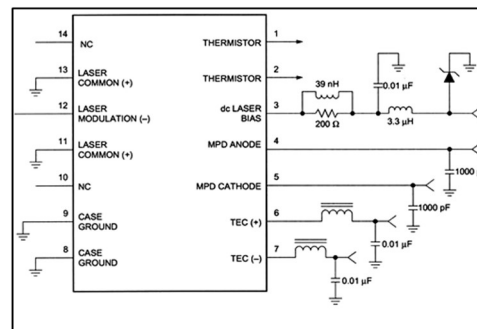 14
NC
13
LASER
COMMON (+)
12
LASER
MODULATION (–)
11
LASER
COMMON (+)
10
NC
9
CASE
GROUND
8
CASE
GROUND
1
THERMISTOR
2
THERMISTOR
3
dc LASER
BIAS
4
MPD ANODE
5
MPD CATHODE
6
TEC (+)
7
TEC (–)
39 nH
200 Ω
0.01 µF
3.3 µH
1000 p
1000 pF
0.01 µF
0.01 µF